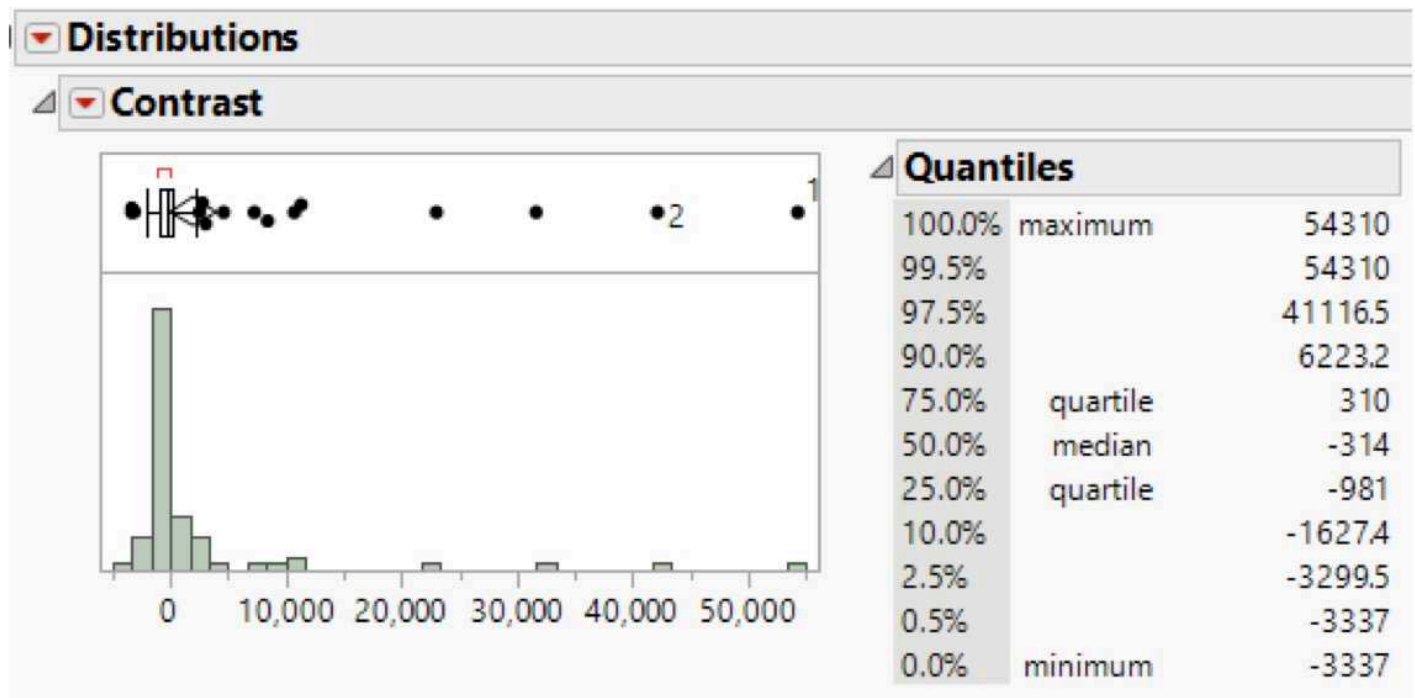 Distributions
Contrast
1
2
0 10,000 20,000 30,000 40,000 50,000
Quantiles
100.0% maximum 54310
99.5% 54310
97.5% 41116.5
90.0% 6223.2
75.0% quartile 310
50.0% median -314
25.0% quartile -981
10.0% -1627.4
2.5% -3299.5
0.5% -3337
0.0% minimum -3337